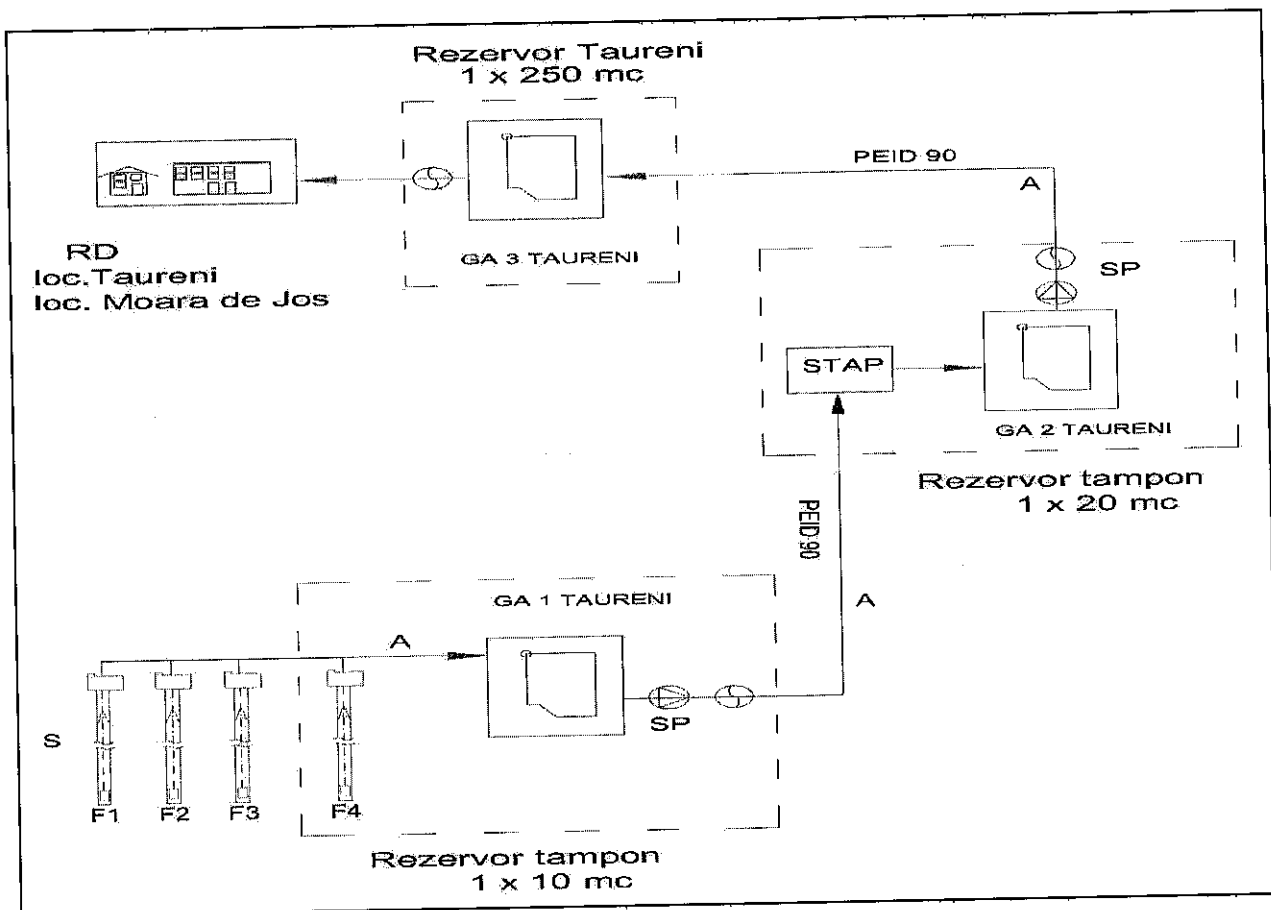 Rezervor Taureni
1 x 250 mc
PEID 90
A
GA 3 TAURENI
RD
loc.Taureni
loc. Moara de Jos
SP
STAP
GA 2 TAURENI
Rezervor tampon
1 x 20 mc
PEID 90
A
GA 1 TAURENI
A
SP
S
F1
F2
F3
F4
Rezervor tampon
1 x 10 mc